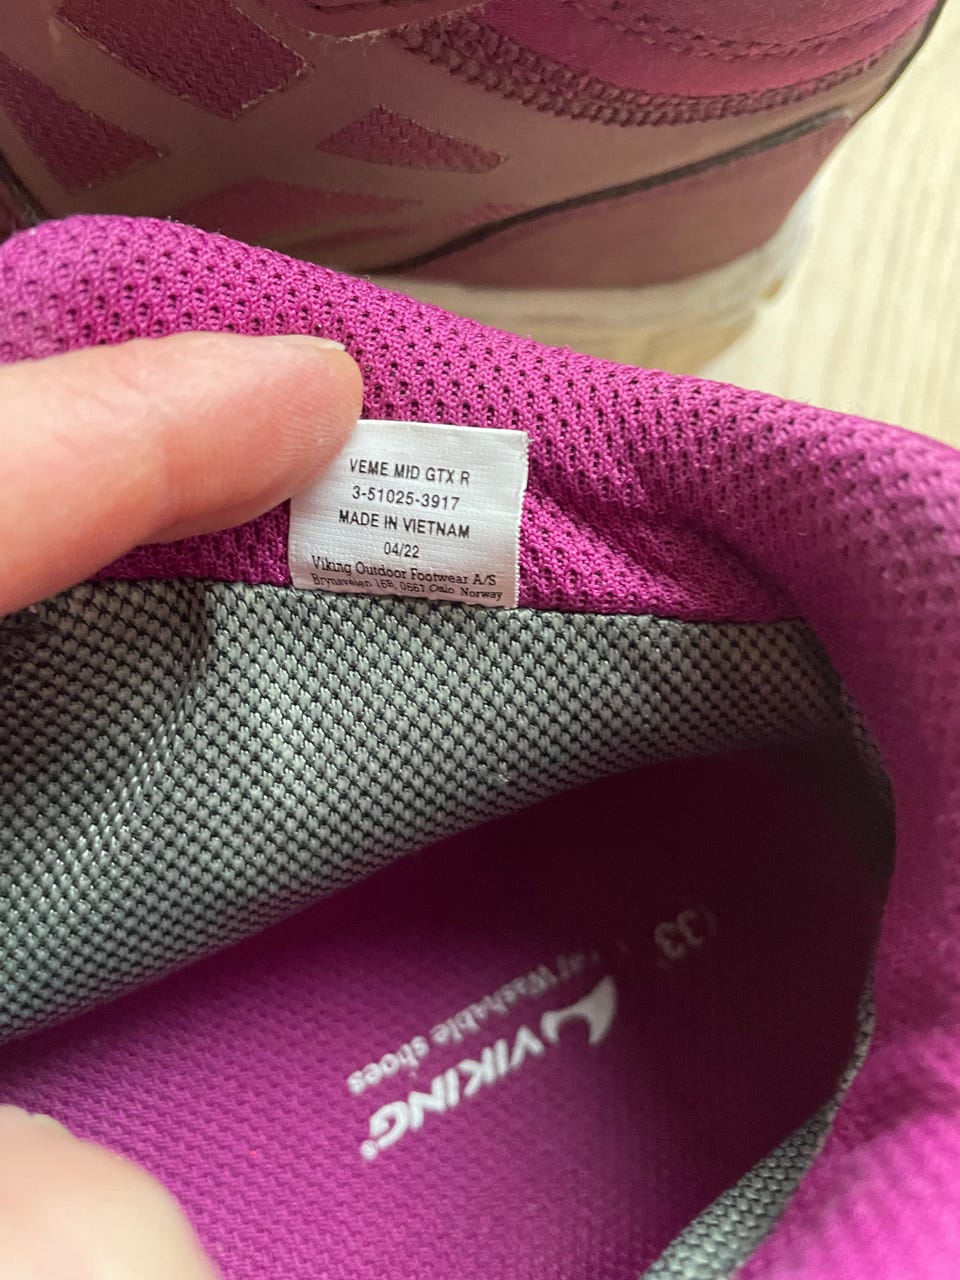 VEME MID GTX R
3-51025-3917
MADE IN VIETNAM
04/22
Viking Outdoor Footwear A/S
Brynsveien 16B, 0667 Oslo Norway
VIKING®
Washable shoes
33